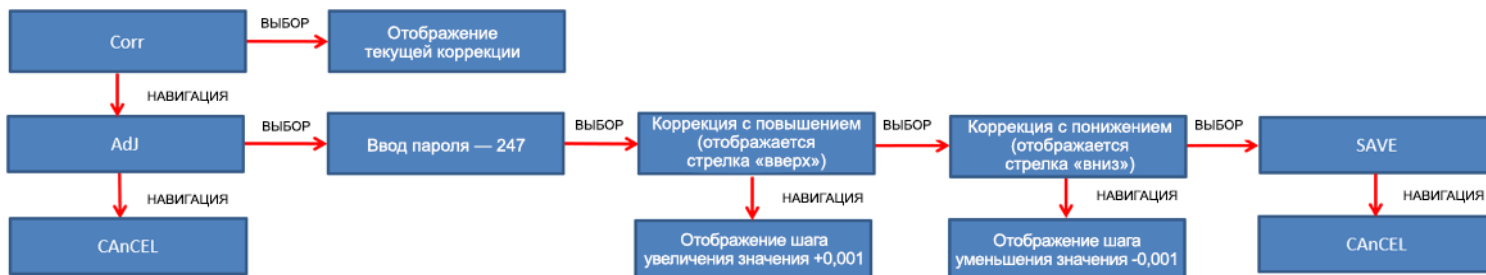 Corr
ВЫБОР
Отображение
текущей коррекции
НАВИГАЦИЯ
AdJ
ВЫБОР
Ввод пароля — 247
ВЫБОР
Коррекция с повышением
(отображается
стрелка «вверх»)
ВЫБОР
Коррекция с понижением
(отображается
стрелка «вниз»)
ВЫБОР
SAVE
НАВИГАЦИЯ
НАВИГАЦИЯ
НАВИГАЦИЯ
НАВИГАЦИЯ
CAnCEL
Отображение шага
увеличения значения +0,001
Отображение шага
уменьшения значения -0,001
CAnCEL